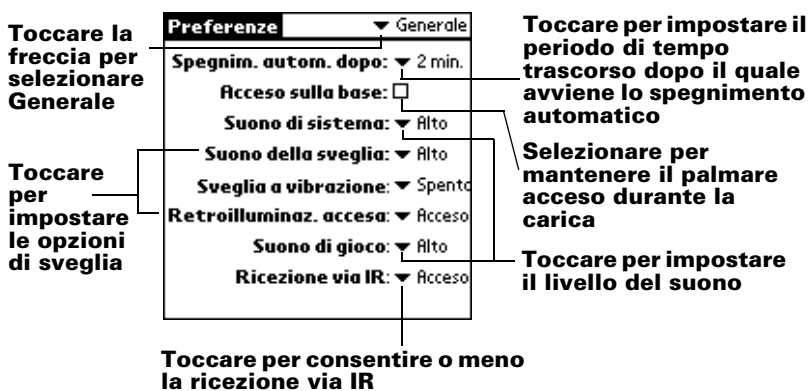 Toccare la
freccia per
selezionare
Generale
Toccare
per
impostare
le opzioni
di sveglia
Preferenze
Generale
Spegnim. autom. dopo: 2 min.
Acceso sulla base:
Suono di sistema: Alto
Suono della sveglia: Alto
Sveglia a vibrazione: Spento
Retroilluminaz. accesa: Acceso
Suono di gioco: Alto
Ricezione via IR: Acceso
Toccare per impostare il
periodo di tempo
trascorso dopo il quale
avviene lo spegnimento
automatico
Selezionare per
mantenere il palmare
acceso durante la
carica
Toccare per impostare
il livello del suono
Toccare per consentire o meno
la ricezione via IR